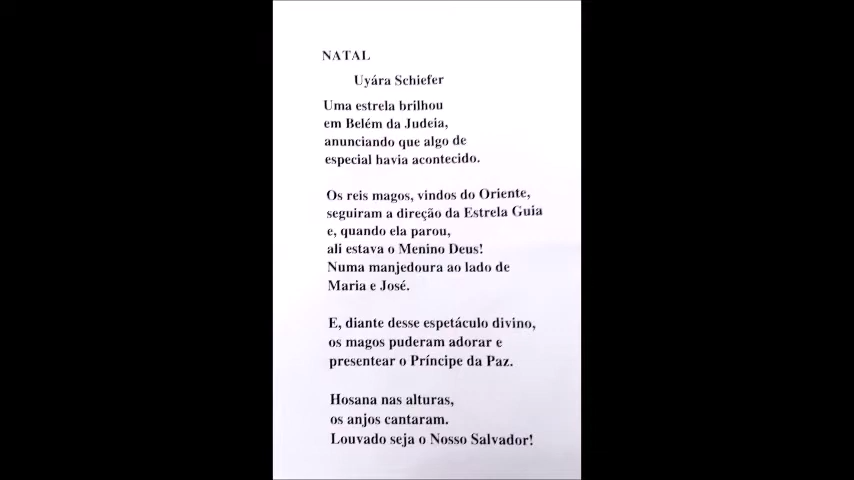 NATAL
Uyára Schiefer
Uma estrela brilhou
em Belém da Judeia,
anunciando que algo de
especial havia acontecido.
Os reis magos, vindos do Oriente,
seguiram a direção da Estrela Guia
e, quando ela parou,
ali estava o Menino Deus!
Numa manjedoura ao lado de
Maria e José.
E, diante desse espetáculo divino,
os magos puderam adorar e
presentear o Príncipe da Paz.
Hosana nas alturas,
os anjos cantaram.
Louvado seja o Nosso Salvador!